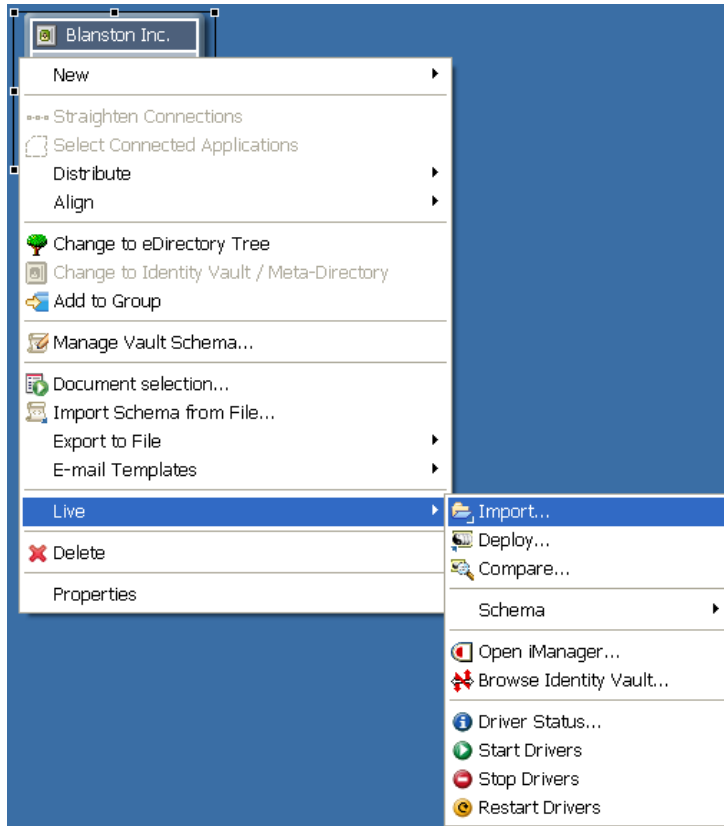 Blanston Inc.
New
Straighten Connections
Select Connected Applications
Distribute
Align
Change to eDirectory Tree
Change to Identity Vault / Meta-Directory
Add to Group
Manage Vault Schema...
Document selection...
Import Schema from File...
Export to File
E-mail Templates
Live
Delete
Properties
Import...
Deploy...
Compare...
Schema
Open iManager...
Browse Identity Vault...
Driver Status...
Start Drivers
Stop Drivers
Restart Drivers